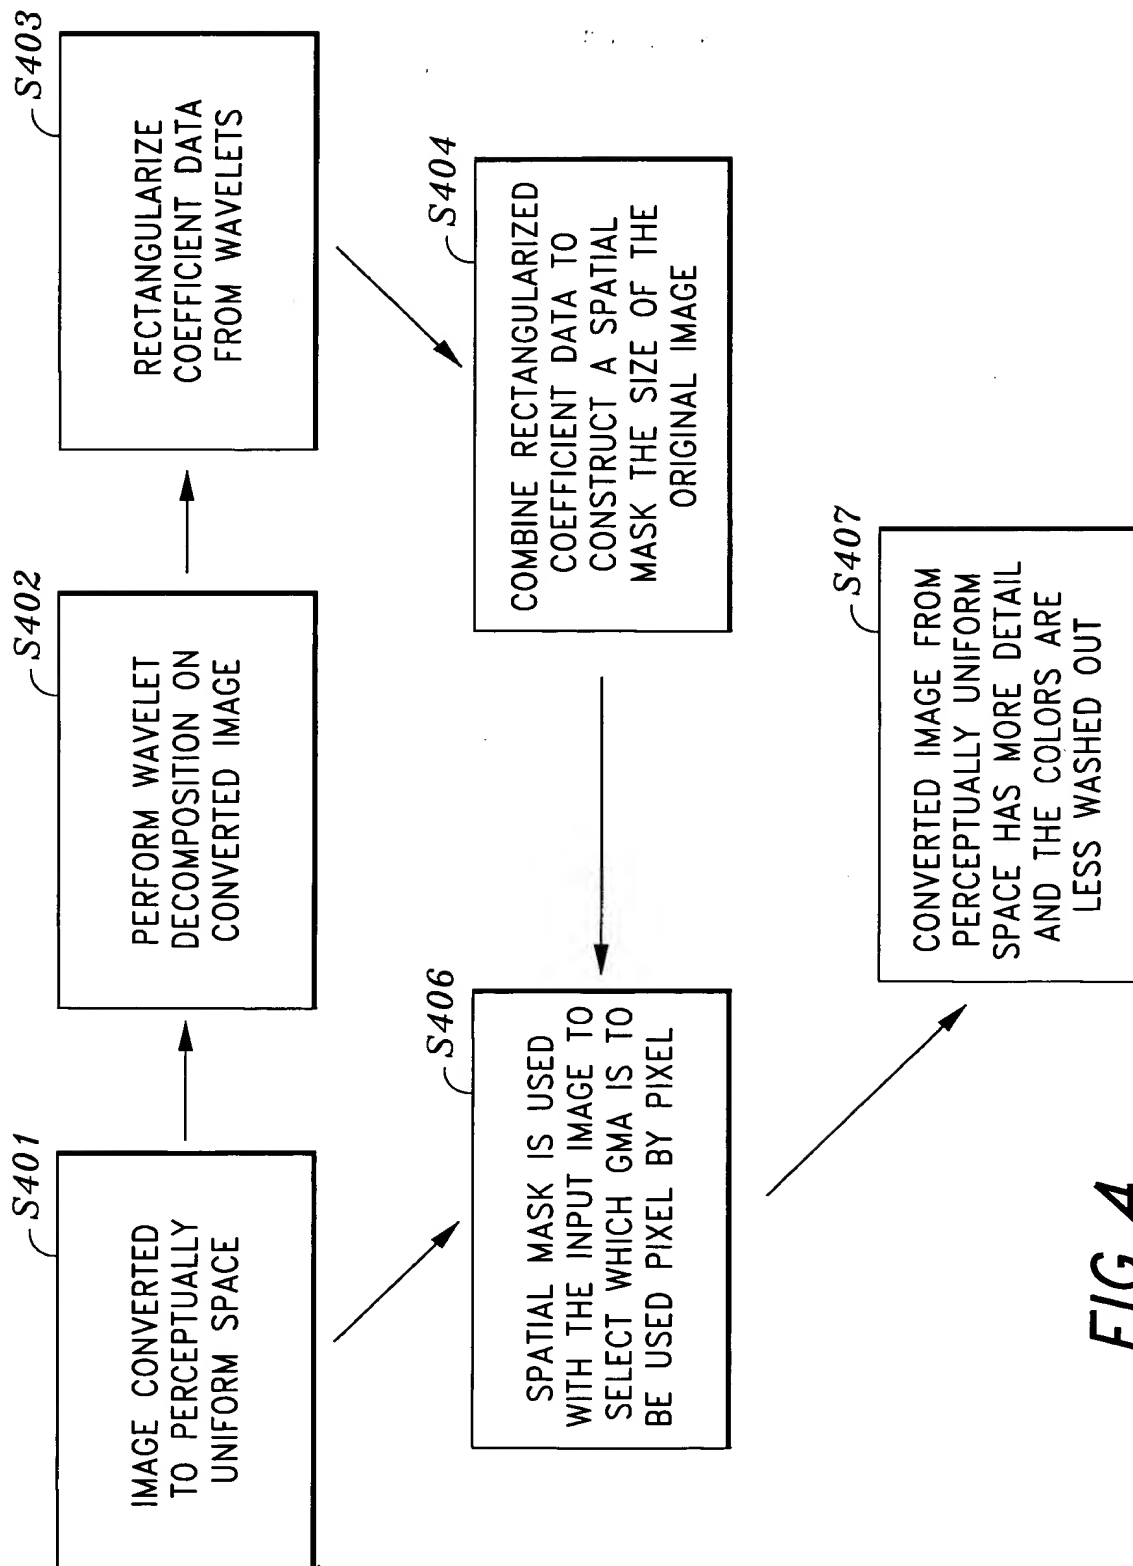 S401
IMAGE CONVERTED
TO PERCEPTUALLY
UNIFORM SPACE
S402
PERFORM WAVELET
DECOMPOSITION ON
CONVERTED IMAGE
S403
RECTANGULARIZE
COEFFICIENT DATA
FROM WAVELETS
S404
COMBINE RECTANGULARIZED
COEFFICIENT DATA TO
CONSTRUCT A SPATIAL
MASK THE SIZE OF THE
ORIGINAL IMAGE
S406
SPATIAL MASK IS USED
WITH THE INPUT IMAGE TO
SELECT WHICH GMA IS TO
BE USED PIXEL BY PIXEL
S407
CONVERTED IMAGE FROM
PERCEPTUALLY UNIFORM
SPACE HAS MORE DETAIL
AND THE COLORS ARE
LESS WASHED OUT
FIG 4